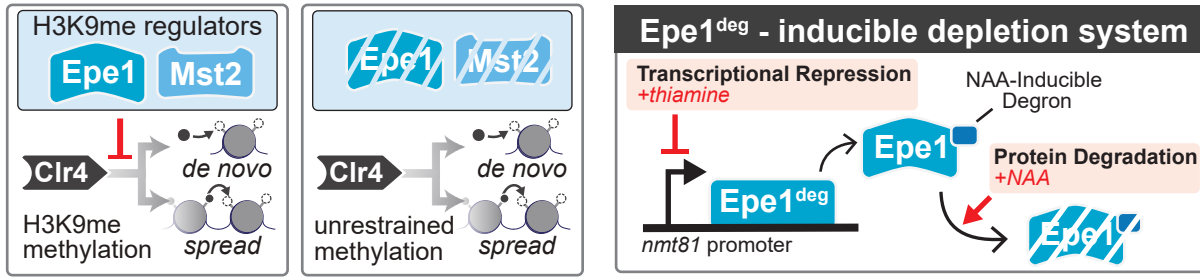 H3K9me regulators
Epe1
Mst2
Clr4
de novo
H3K9me
methylation
spread
Epe1
Mst2
Clr4
de novo
unrestrained
methylation
spread
Epe1deg - inducible depletion system
Transcriptional Repression
+thiamine
NAA-Inducible
Degron
Epe1
Protein Degradation
+NAA
Epe1deg
nmt81 promoter
Epe1